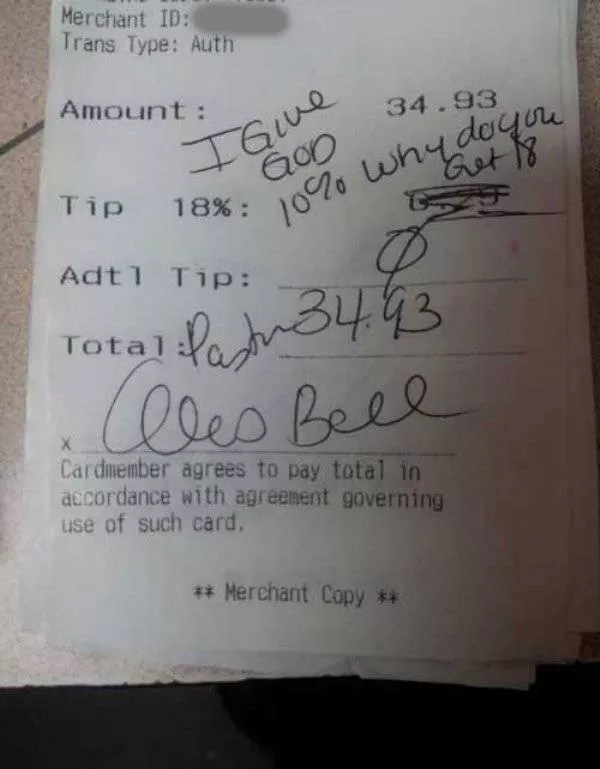 Merchant ID:
Trans Type: Auth
Amount: 34.93
I Give
God
10% why do you
Get 18
Tip 18%:
Adtl Tip:
Total: Pastor 34.93
x Bell
Cardmember agrees to pay total in
accordance with agreement governing
use of such card.
** Merchant Copy **